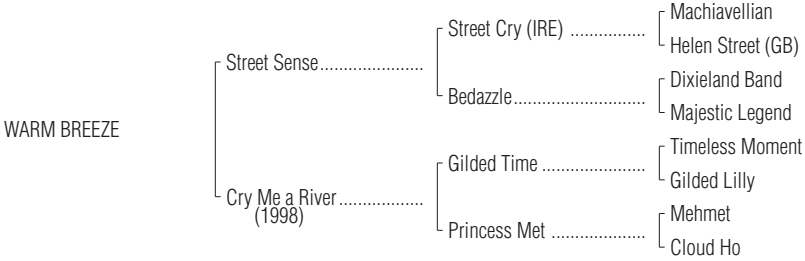 Machiavellian
Street Cry (IRE) ................
Helen Street (GB)
Street Sense......................
Dixieland Band
Bedazzle............................
Majestic Legend
WARM BREEZE
Timeless Moment
Gilded Time ......................
Gilded Lilly
Cry Me a River..................
(1998)
Mehmet
Princess Met ....................
Cloud Ho